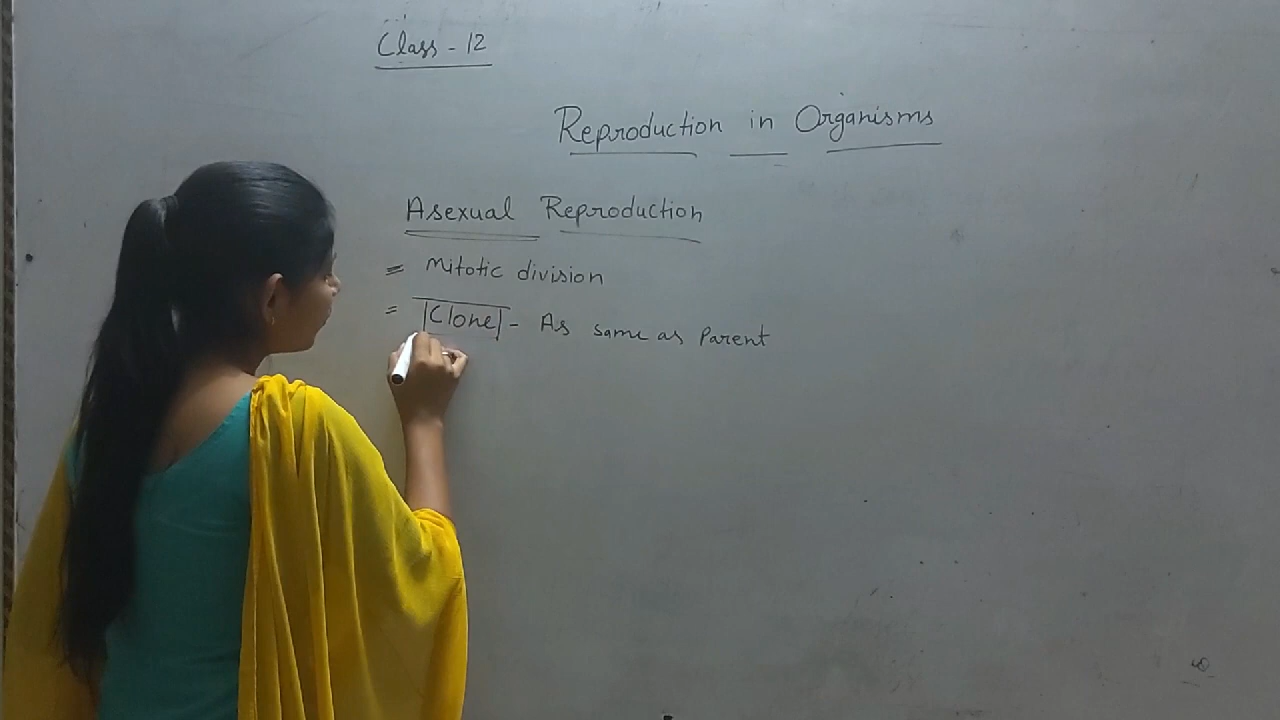 Class - 12
Reproduction in Organisms
Asexual Reproduction
= Mitotic division
= Clone - As same as Parent